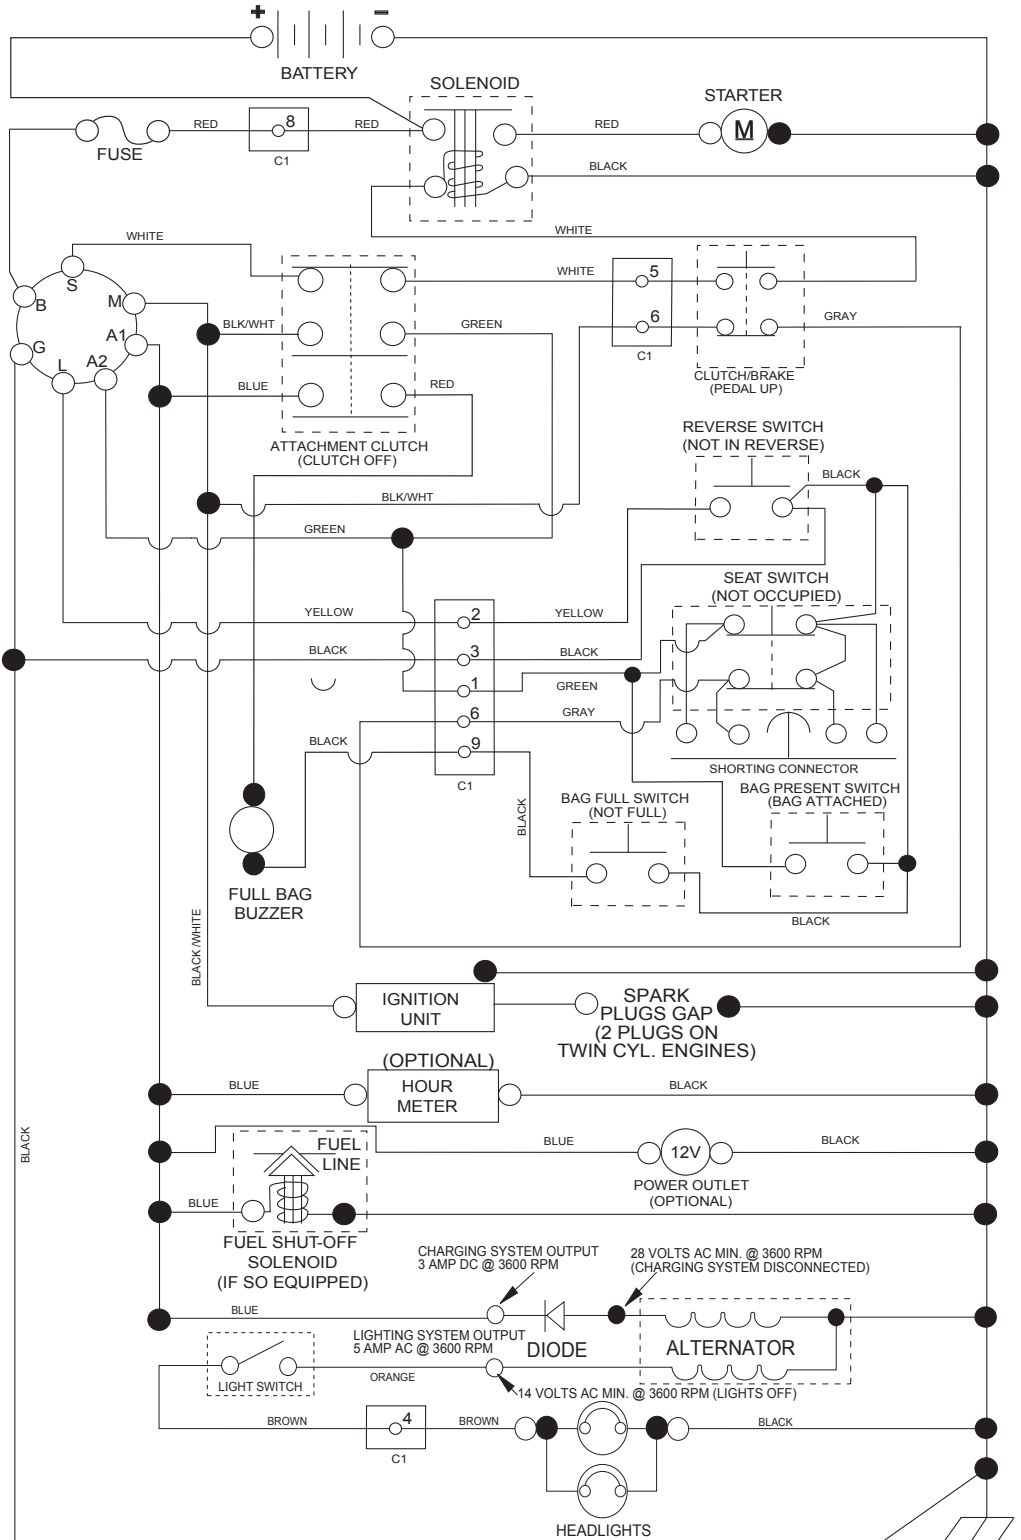 + −
BATTERY
SOLENOID
STARTER
RED
8
RED
RED
M
FUSE
C1
BLACK
WHITE
WHITE
S
B
M
WHITE
5
A1
BLK/WHT
GREEN
6
GRAY
G
C1
L
A2
BLUE
RED
CLUTCH/BRAKE
(PEDAL UP)
ATTACHMENT CLUTCH
(CLUTCH OFF)
REVERSE SWITCH
(NOT IN REVERSE)
BLACK
BLK/WHT
GREEN
SEAT SWITCH
(NOT OCCUPIED)
YELLOW
2
YELLOW
BLACK
3
BLACK
1
GREEN
6
GRAY
BLACK
9
C1
SHORTING CONNECTOR
BAG PRESENT SWITCH
(BAG ATTACHED)
BAG FULL SWITCH
(NOT FULL)
BLACK
FULL BAG
BUZZER
BLACK
BLACK /WHITE
IGNITION
UNIT
SPARK
PLUGS GAP
(2 PLUGS ON
TWIN CYL. ENGINES)
(OPTIONAL)
BLUE
HOUR
METER
BLACK
BLACK
FUEL
LINE
BLUE
12V
BLACK
POWER OUTLET
(OPTIONAL)
BLUE
FUEL SHUT-OFF
SOLENOID
(IF SO EQUIPPED)
CHARGING SYSTEM OUTPUT
3 AMP DC @ 3600 RPM
28 VOLTS AC MIN. @ 3600 RPM
(CHARGING SYSTEM DISCONNECTED)
BLUE
LIGHTING SYSTEM OUTPUT
5 AMP AC @ 3600 RPM
DIODE
ALTERNATOR
LIGHT SWITCH
ORANGE
14 VOLTS AC MIN. @ 3600 RPM (LIGHTS OFF)
BROWN
4
BROWN
BLACK
C1
HEADLIGHTS